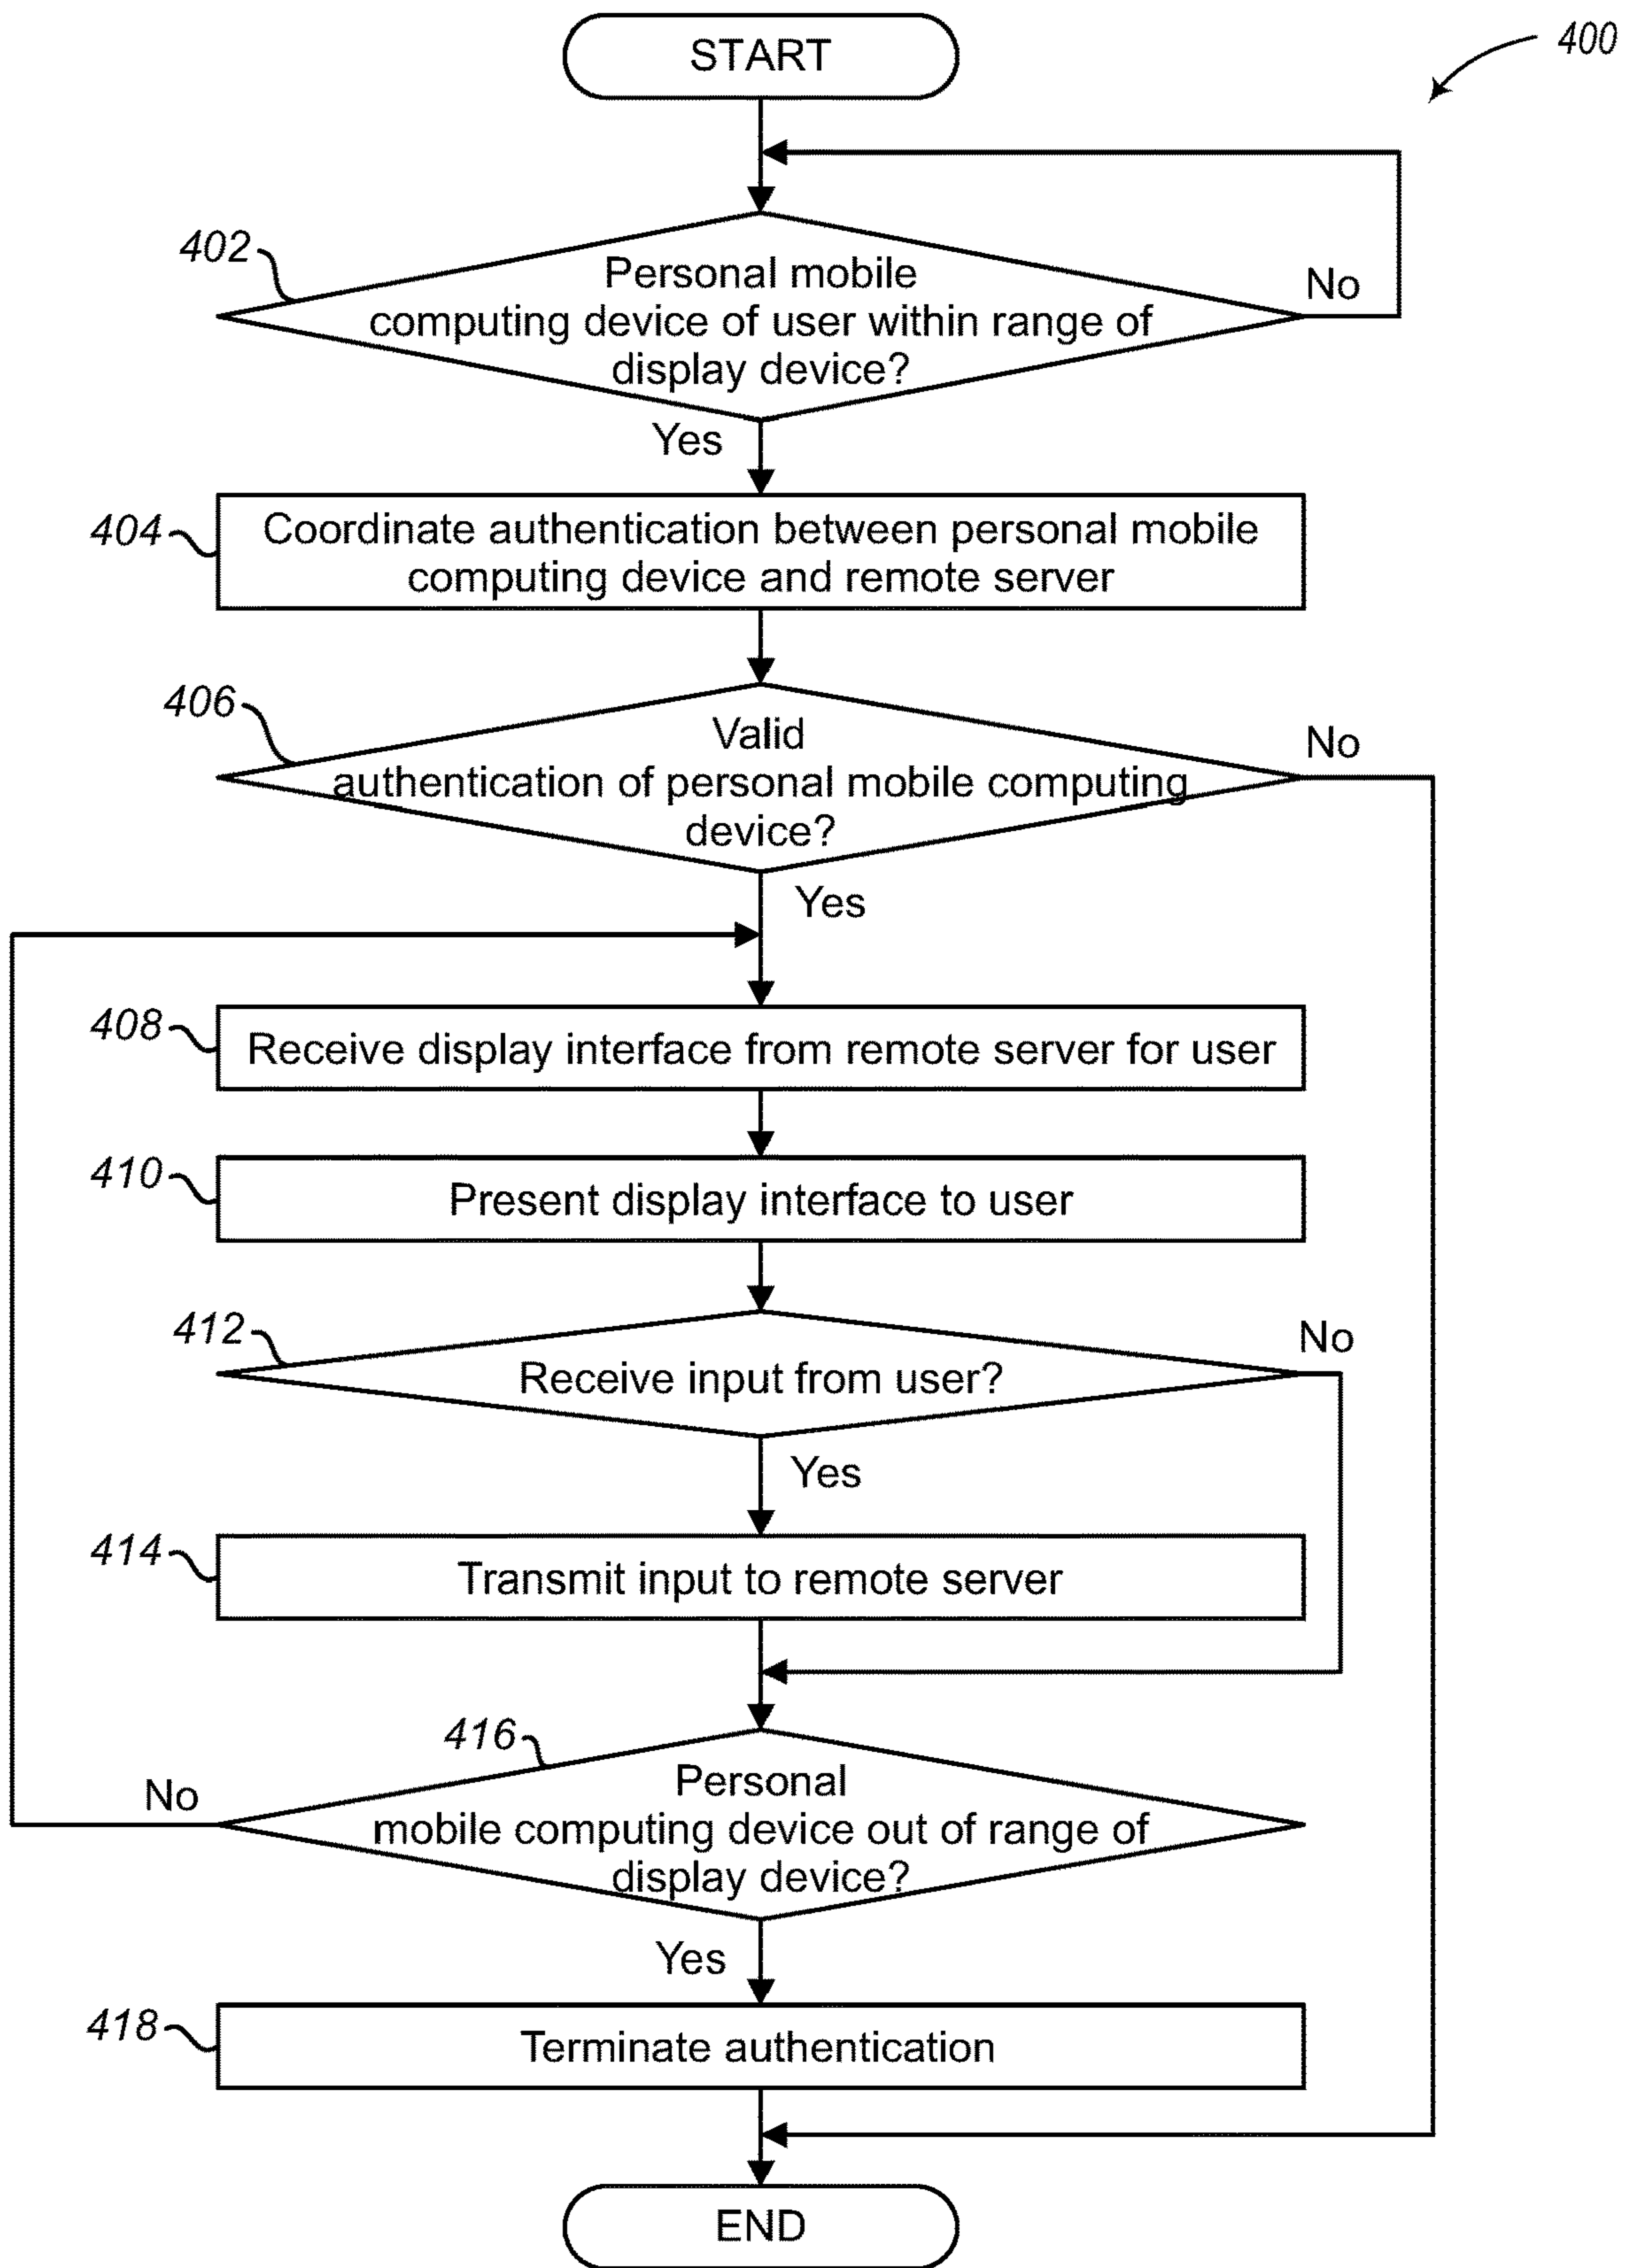 START
400
402
Personal mobile
computing device of user within range of
display device?
No
Yes
404
Coordinate authentication between personal mobile
computing device and remote server
406
Valid
authentication of personal mobile computing
device?
No
Yes
408
Receive display interface from remote server for user
410
Present display interface to user
412
Receive input from user?
No
Yes
414
Transmit input to remote server
416
Personal
mobile computing device out of range of
display device?
No
Yes
418
Terminate authentication
END